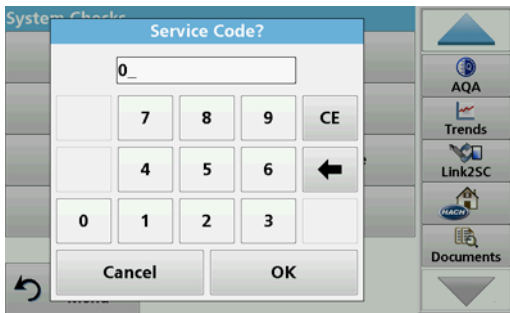 System Checks
Service Code?
0_
7 8 9 CE
4 5 6
0 1 2 3
Cancel OK
Menu
AQA
Trends
Link2SC
HACH
Documents